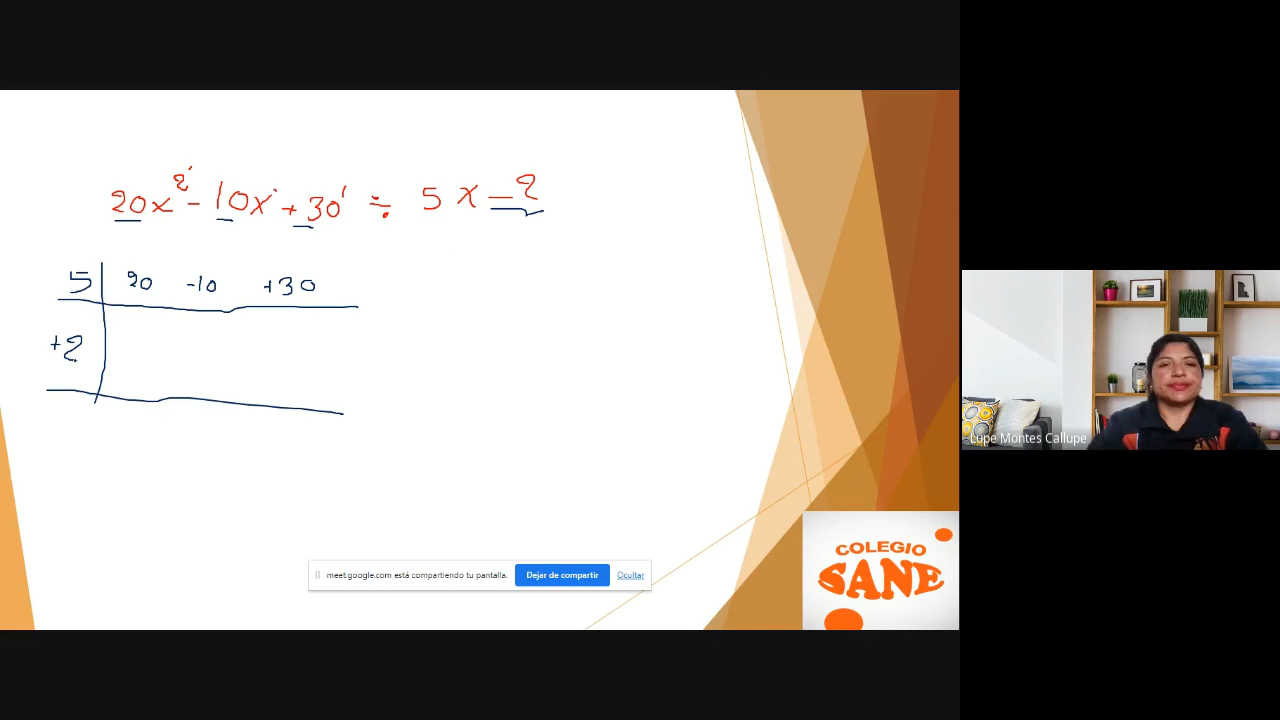 20x² - 10x + 30 ÷ 5x - 2
5 20 -10 +30
+2
Lupe Montes Callupe
meet.google.com está compartiendo tu pantalla. Dejar de compartir Ocultar
COLEGIO
SANE